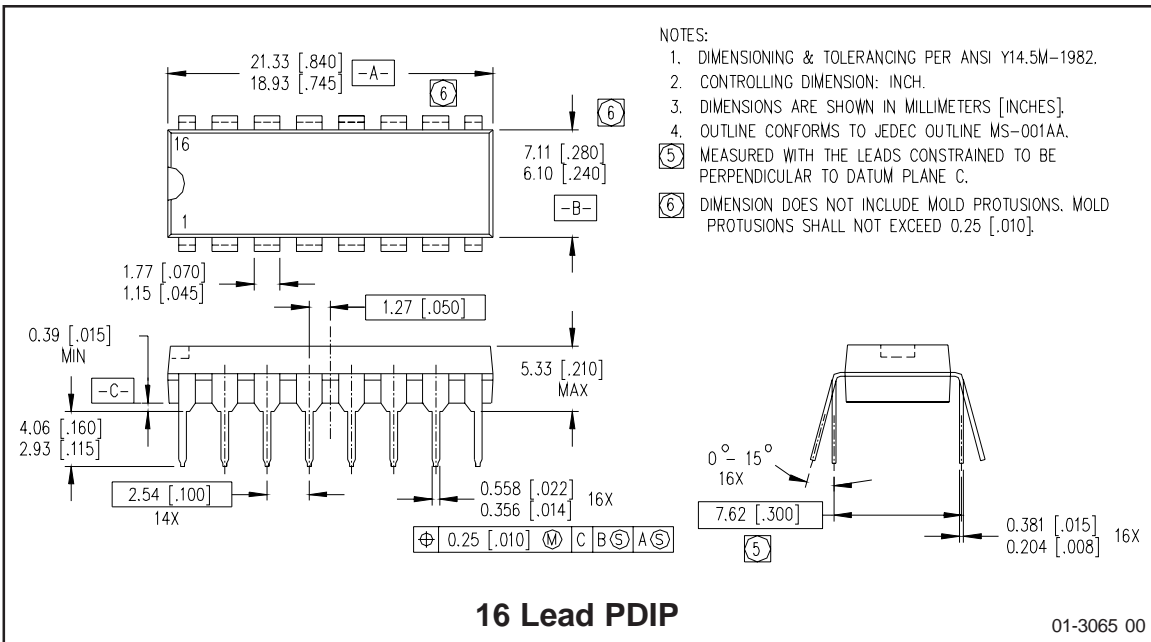 21.33 [.840]
18.93 [.745]
-A-
6
6
16
1
7.11 [.280]
6.10 [.240]
-B-
NOTES:
1. DIMENSIONING & TOLERANCING PER ANSI Y14.5M-1982.
2. CONTROLLING DIMENSION: INCH.
3. DIMENSIONS ARE SHOWN IN MILLIMETERS [INCHES].
4. OUTLINE CONFORMS TO JEDEC OUTLINE MS-001AA.
5 MEASURED WITH THE LEADS CONSTRAINED TO BE
PERPENDICULAR TO DATUM PLANE C.
6 DIMENSION DOES NOT INCLUDE MOLD PROTUSIONS. MOLD
PROTUSIONS SHALL NOT EXCEED 0.25 [.010].
1.77 [.070]
1.15 [.045]
1.27 [.050]
0.39 [.015]
MIN
-C-
5.33 [.210]
MAX
4.06 [.160]
2.93 [.115]
2.54 [.100]
14X
0.558 [.022]
0.356 [.014] 16X
⌖ 0.25 [.010] Ⓜ C B Ⓢ A Ⓢ
0°- 15°
16X
7.62 [.300]
5
0.381 [.015]
0.204 [.008] 16X
16 Lead PDIP
01-3065 00